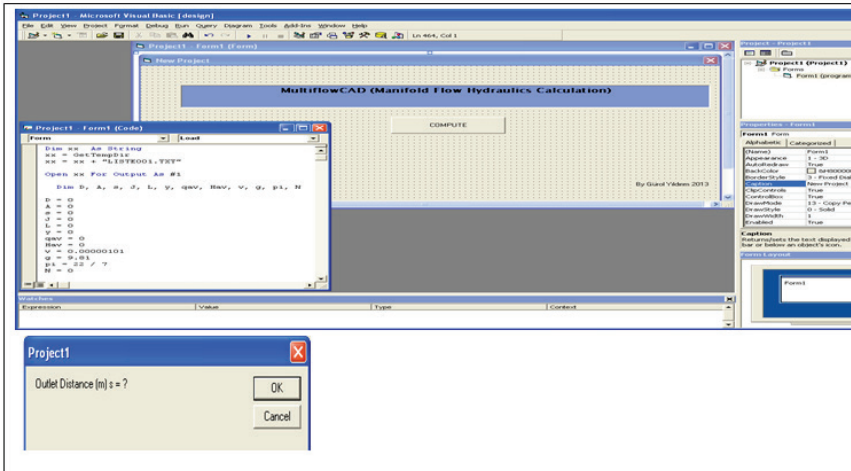 Project1 - Microsoft Visual Basic [design]
File Edit View Project Format Debug Run Query Diagram Tools Add-Ins Window Help
Ln 464, Col 1
Project1 - Form1 (Form)
New Project
MultiflowCAD (Manifold Flow Hydraulics Calculation)
COMPUTE
By Gürol Yıldırım 2013
Project1 - Form1 (Code)
Form
Load
Dim xx As String
xx = GetTempDir
xx = xx + "LISTE001.TXT"
Open xx For Output As #1
Dim D, A, s, J, L, y, qav, Hav, v, g, pi, N
D = 0
A = 0
s = 0
J = 0
L = 0
y = 0
qav = 0
Hav = 0
v = 0.00000101
g = 9.81
pi = 22 / 7
N = 0
Project - Project1
Project1 (Project1)
Forms
Form1 (program
Properties - Form1
Form1 Form
Alphabetic Categorized
(Name) Form1
Appearance 1 - 3D
AutoRedraw True
BackColor
BorderStyle 3 - Fixed Dial
Caption New Project
ClipControls True
ControlBox True
DrawMode 13 - Copy Pe
DrawStyle 0 - Solid
DrawWidth 1
Enabled True
Caption
Returns/sets the text displayed
bar or below an object's icon.
Form Layout
Form1
Watches
Expression Value Type Context
Project1
Outlet Distance (m) s = ?
OK
Cancel